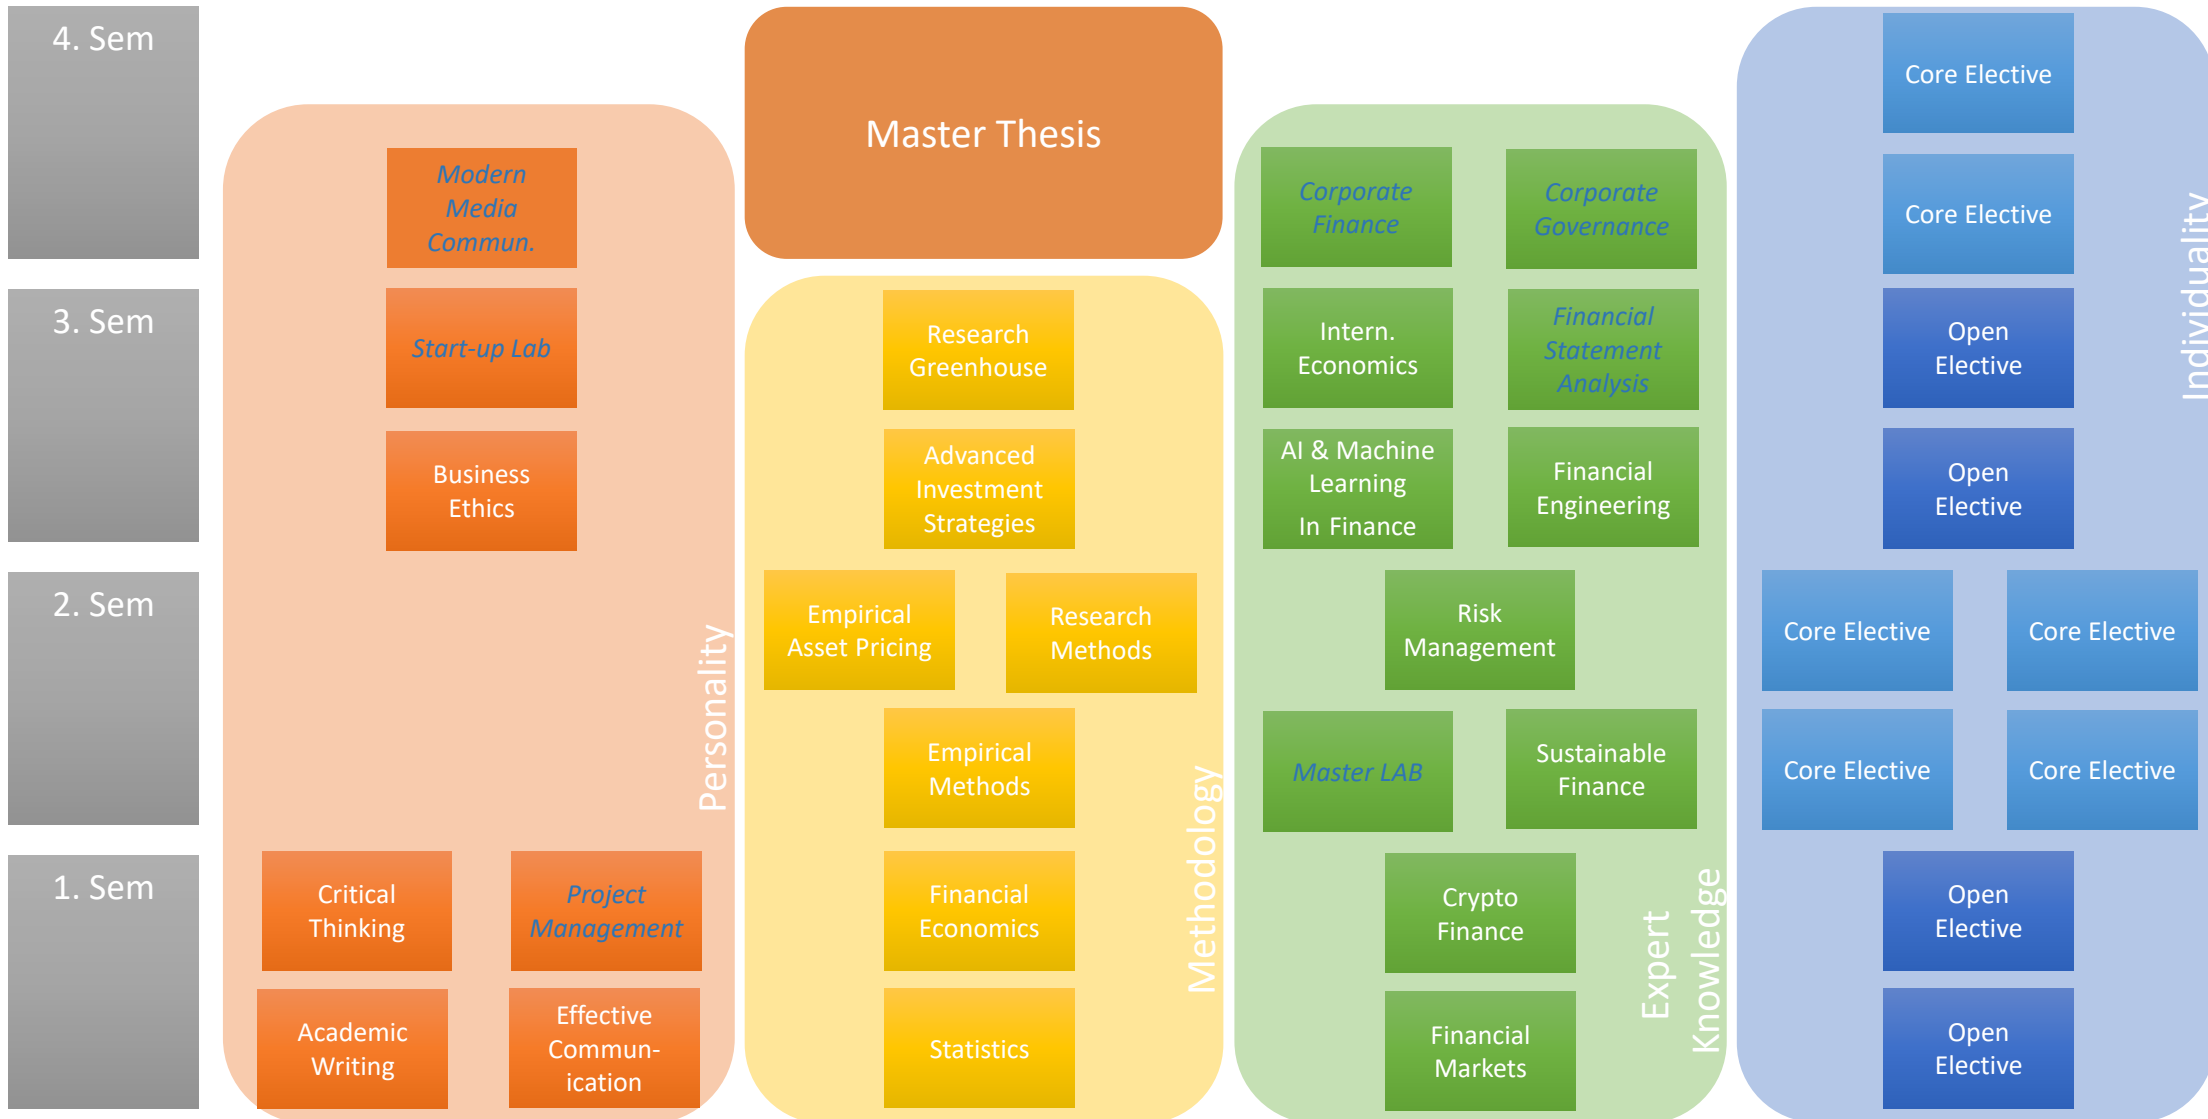 4. Sem
3. Sem
2. Sem
1. Sem
Modern
Media
Commun.
Start-up Lab
Business
Ethics
Critical
Thinking
Project
Management
Academic
Writing
Effective
Commun-
ication
Personality
Master Thesis
Research
Greenhouse
Advanced
Investment
Strategies
Empirical
Asset Pricing
Research
Methods
Empirical
Methods
Financial
Economics
Statistics
Methodology
Corporate
Finance
Corporate
Governance
Intern.
Economics
Financial
Statement
Analysis
AI & Machine
Learning
In Finance
Financial
Engineering
Risk
Management
Master LAB
Sustainable
Finance
Crypto
Finance
Financial
Markets
Expert
Knowledge
Core Elective
Core Elective
Open
Elective
Open
Elective
Core Elective
Core Elective
Core Elective
Core Elective
Open
Elective
Open
Elective
Individuality